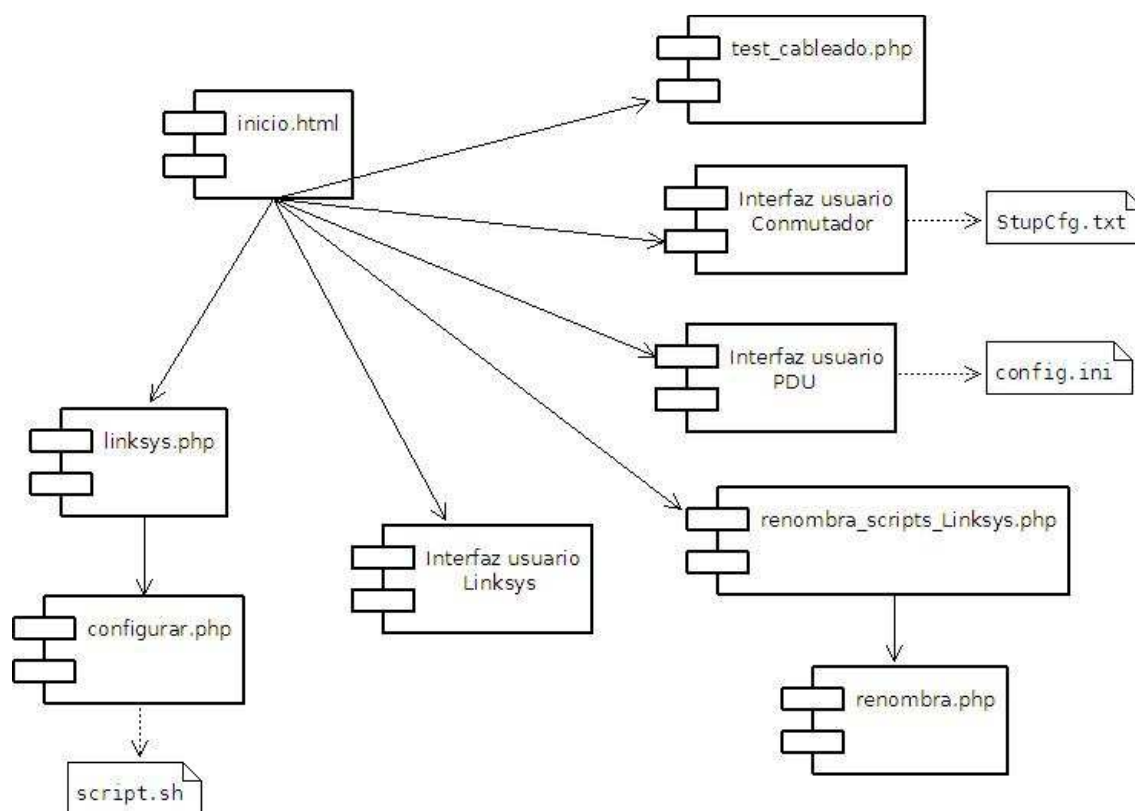 test_cableado.php
inicio.html
Interfaz usuario
Conmutador
StupCfg.txt
Interfaz usuario
PDU
config.ini
linksys.php
renombra_scripts_Linksys.php
Interfaz usuario
Linksys
configurar.php
renombra.php
script.sh